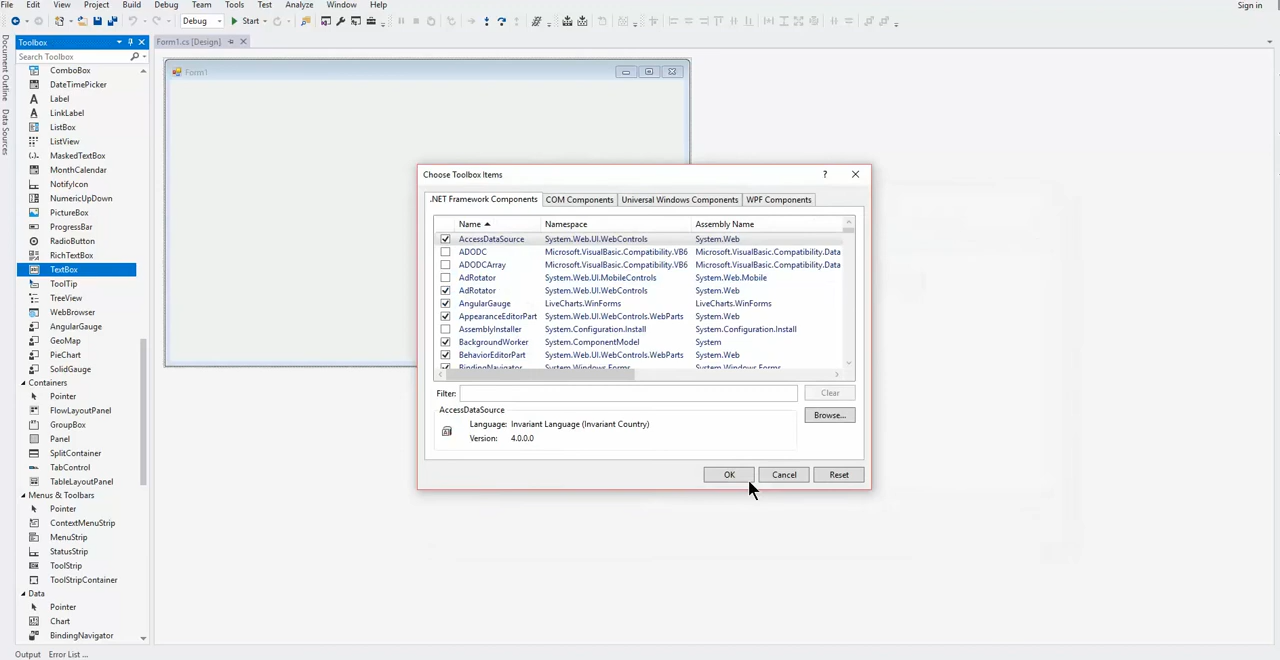 File Edit View Project Build Debug Team Tools Test Analyze Window Help
Sign in
Debug Start
Toolbox
Form1.cs [Design]
Search Toolbox
Document Outline
Data Sources
ComboBox
DateTimePicker
Label
LinkLabel
ListBox
ListView
MaskedTextBox
MonthCalendar
NotifyIcon
NumericUpDown
PictureBox
ProgressBar
RadioButton
RichTextBox
TextBox
ToolTip
TreeView
WebBrowser
AngularGauge
GeoMap
PieChart
SolidGauge
Containers
Pointer
FlowLayoutPanel
GroupBox
Panel
SplitContainer
TabControl
TableLayoutPanel
Menus & Toolbars
Pointer
ContextMenuStrip
MenuStrip
StatusStrip
ToolStrip
ToolStripContainer
Data
Pointer
Chart
BindingNavigator
Form1
Choose Toolbox Items
.NET Framework Components COM Components Universal Windows Components WPF Components
Name Namespace Assembly Name
AccessDataSource System.Web.UI.WebControls System.Web
ADODC Microsoft.VisualBasic.Compatibility.VB6 Microsoft.VisualBasic.Compatibility.Data
ADODCArray Microsoft.VisualBasic.Compatibility.VB6 Microsoft.VisualBasic.Compatibility.Data
AdRotator System.Web.UI.MobileControls System.Web.Mobile
AdRotator System.Web.UI.WebControls System.Web
AngularGauge LiveCharts.WinForms LiveCharts.WinForms
AppearanceEditorPart System.Web.UI.WebControls.WebParts System.Web
AssemblyInstaller System.Configuration.Install System.Configuration.Install
BackgroundWorker System.ComponentModel System
BehaviorEditorPart System.Web.UI.WebControls.WebParts System.Web
BindingNavigator System.Windows.Forms System.Windows.Forms
Filter:
Clear
AccessDataSource
Browse...
Language: Invariant Language (Invariant Country)
Version: 4.0.0.0
OK Cancel Reset
Output Error List ...